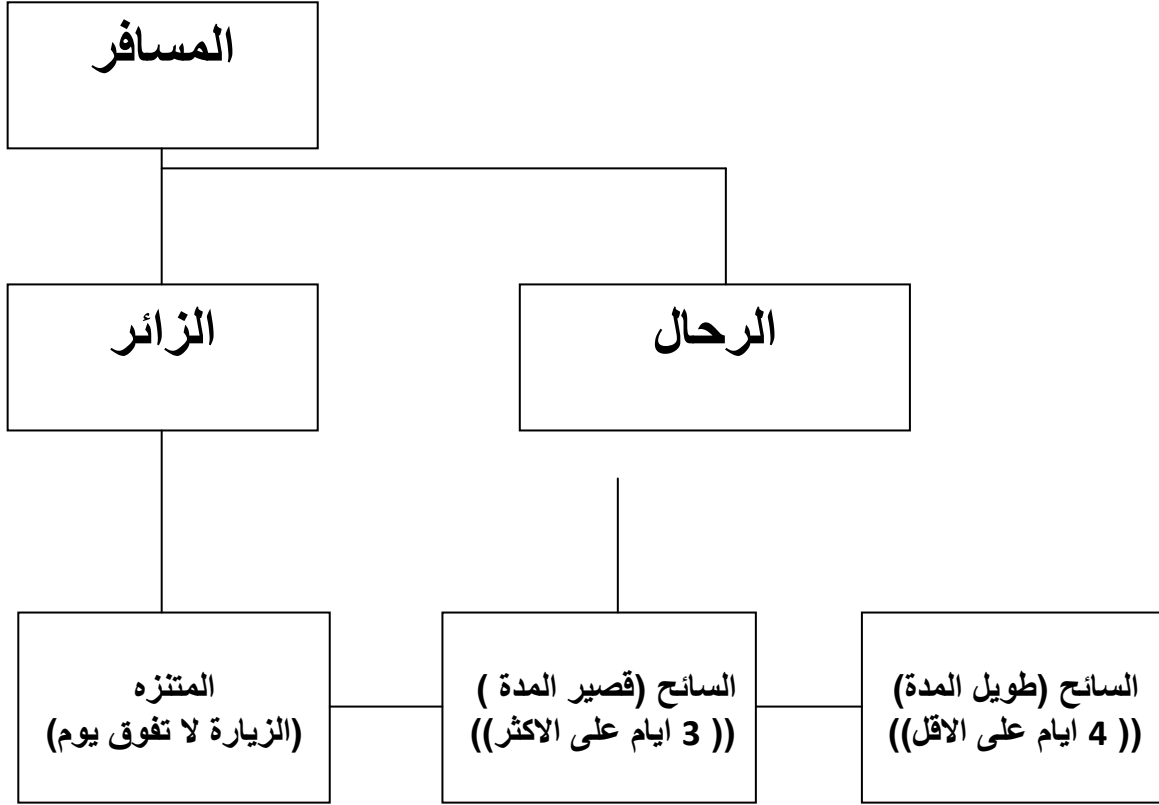 المسافر
الرحال
الزائر
السائح (طويل المدة)
(( 4 ايام على الاقل))
السائح (قصير المدة )
(( 3 ايام على الاكثر))
المتنزه
(الزيارة لا تفوق يوم)